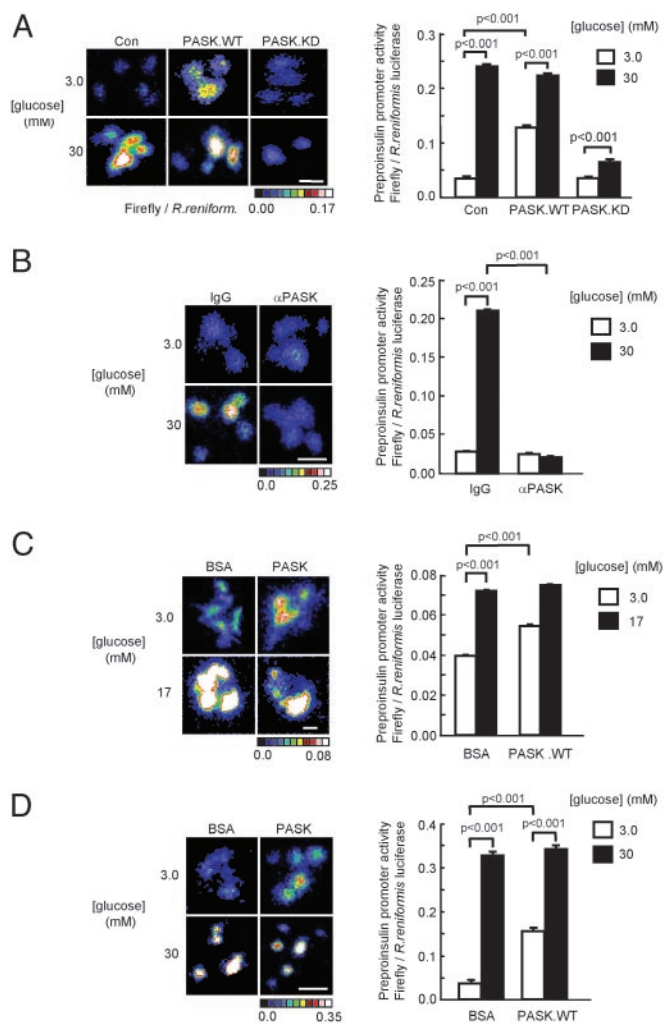 A
Con PASK.WT PASK.KD
[glucose]
(mM)
3.0
30
Firefly / R.reniform. 0.00 0.17
Preproinsulin promoter activity
Firefly / R.reniformis luciferase
0.3
0.2
0.1
0.0
p<0.001
p<0.001
p<0.001
p<0.001
[glucose] (mM)
3.0
30
Con PASK.WT PASK.KD
B
IgG αPASK
[glucose]
(mM)
3.0
30
0.0 0.25
Preproinsulin promoter activity
Firefly / R.reniformis luciferase
0.25
0.20
0.15
0.10
0.05
0.00
p<0.001
p<0.001
[glucose] (mM)
3.0
30
IgG αPASK
C
BSA PASK
[glucose]
(mM)
3.0
17
0.0 0.08
Preproinsulin promoter activity
Firefly / R.reniformis luciferase
0.08
0.06
0.04
0.02
0.00
p<0.001
p<0.001
[glucose] (mM)
3.0
17
BSA PASK .WT
D
BSA PASK
[glucose]
(mM)
3.0
30
0.0 0.35
Preproinsulin promoter activity
Firefly / R.reniformis luciferase
0.4
0.3
0.2
0.1
0.0
p<0.001
p<0.001
p<0.001
[glucose] (mM)
3.0
30
BSA PASK.WT